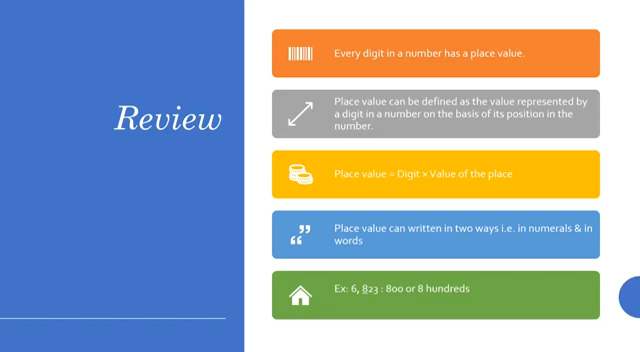 Review
Every digit in a number has a place value.
Place value can be defined as the value represented by
a digit in a number on the basis of its position in the
number.
Place value = Digit × Value of the place
Place value can written in two ways i.e. in numerals & in
words
Ex: 6, 823 : 800 or 8 hundreds